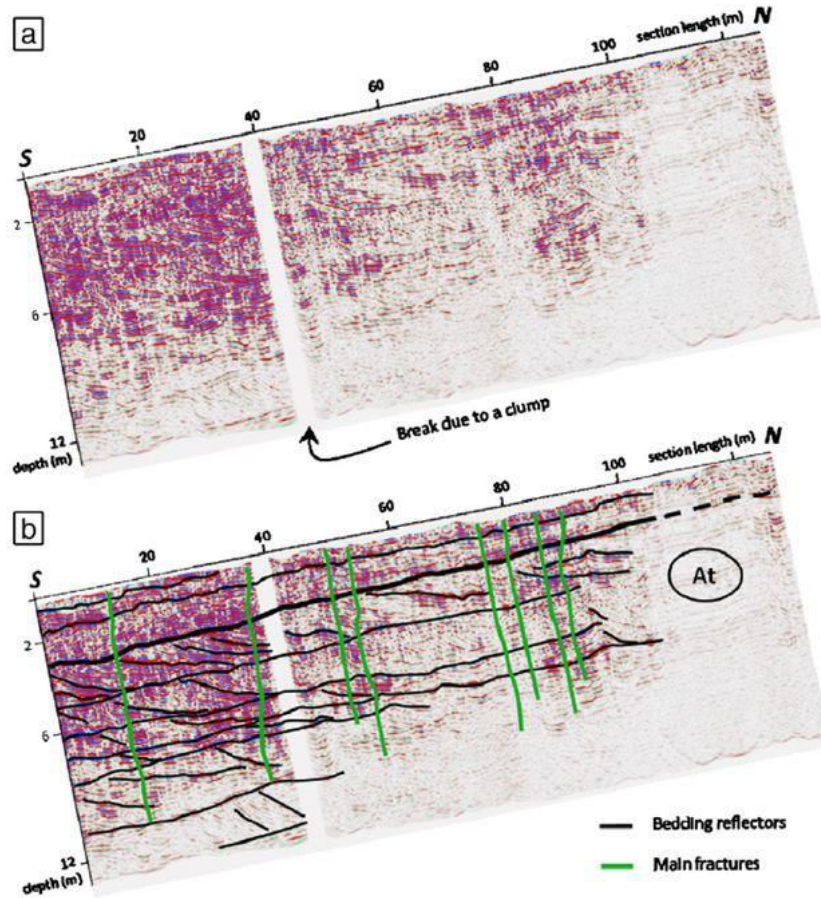 a
section length (m) N
100
80
60
40
20
S
2
6
12
depth (m)
Break due to a clump
b
section length (m) N
100
80
60
40
20
S
At
2
6
12
depth (m)
Bedding reflectors
Main fractures